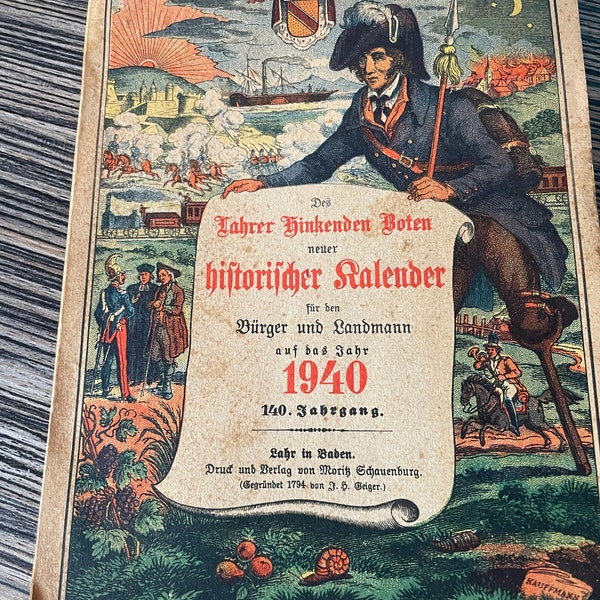 Des
Lahrer Hinkenden Boten
neuer
historischer Kalender
für den
Bürger und Landmann
auf das Jahr
1940
140. Jahrgang.
Lahr in Baden.
Druck und Verlag von Moritz Schauenburg.
(Gegründet 1794 von J. H. Geiger.)
KAUFFMANN